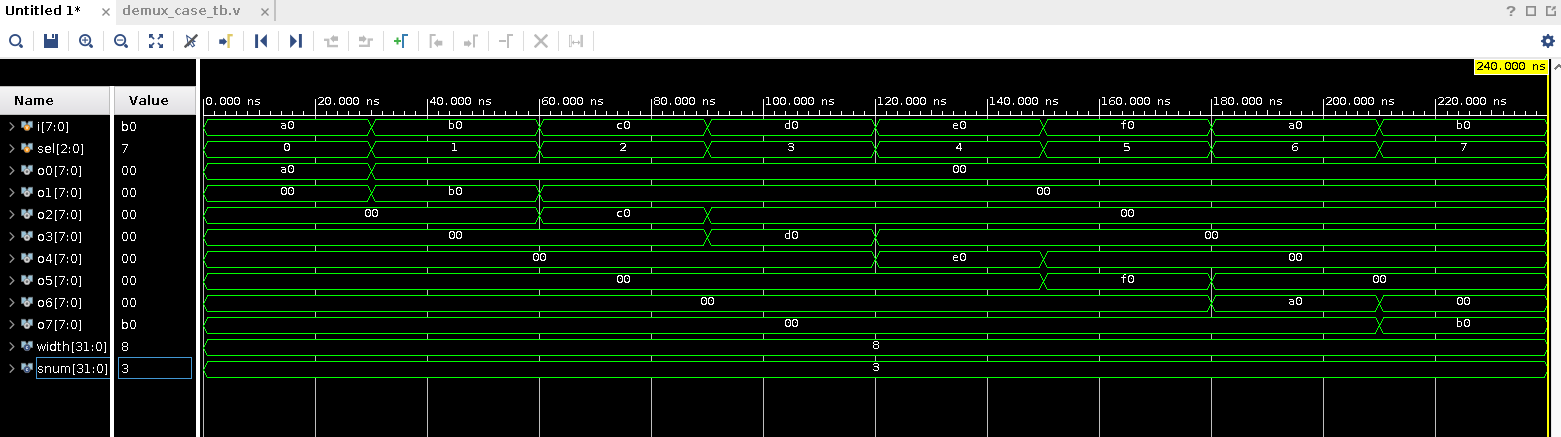 Untitled 1* × demux_case_tb.v ×
240.000 ns
Name Value 0.000 ns 20.000 ns 40.000 ns 60.000 ns 80.000 ns 100.000 ns 120.000 ns 140.000 ns 160.000 ns 180.000 ns 200.000 ns 220.000 ns
i[7:0] b0 a0 b0 c0 d0 e0 f0 a0 b0
sel[2:0] 7 0 1 2 3 4 5 6 7
o0[7:0] 00 a0 00
o1[7:0] 00 00 b0 00
o2[7:0] 00 00 c0 00
o3[7:0] 00 00 d0 00
o4[7:0] 00 00 e0 00
o5[7:0] 00 00 f0 00
o6[7:0] 00 00 a0 00
o7[7:0] b0 00 b0
width[31:0] 8 8
snum[31:0] 3 3